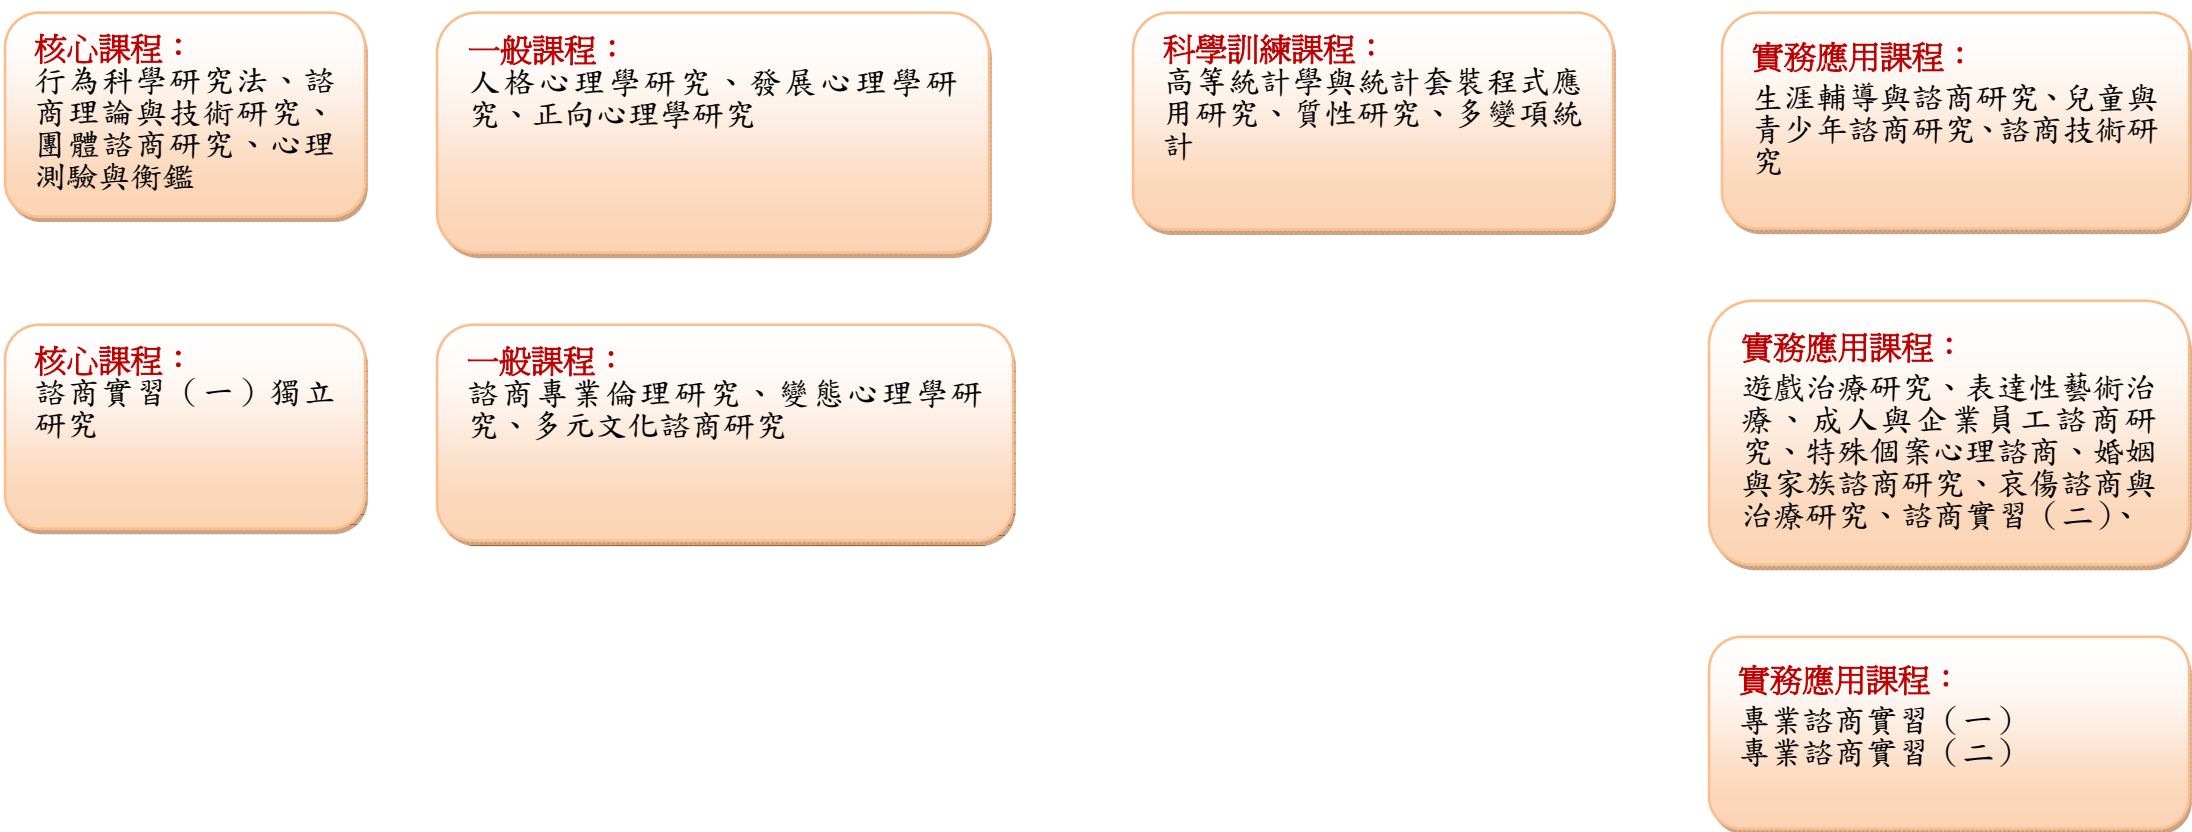 核心課程：
行為科學研究法、諮
商理論與技術研究、
團體諮商研究、心理
測驗與衡鑑
一般課程：
人格心理學研究、發展心理學研
究、正向心理學研究
科學訓練課程：
高等統計學與統計套裝程式應
用研究、質性研究、多變項統
計
實務應用課程：
生涯輔導與諮商研究、兒童與
青少年諮商研究、諮商技術研
究
核心課程：
諮商實習（一）獨立
研究
一般課程：
諮商專業倫理研究、變態心理學研
究、多元文化諮商研究
實務應用課程：
遊戲治療研究、表達性藝術治
療、成人與企業員工諮商研
究、特殊個案心理諮商、婚姻
與家族諮商研究、哀傷諮商與
治療研究、諮商實習（二）、
實務應用課程：
專業諮商實習（一）
專業諮商實習（二）